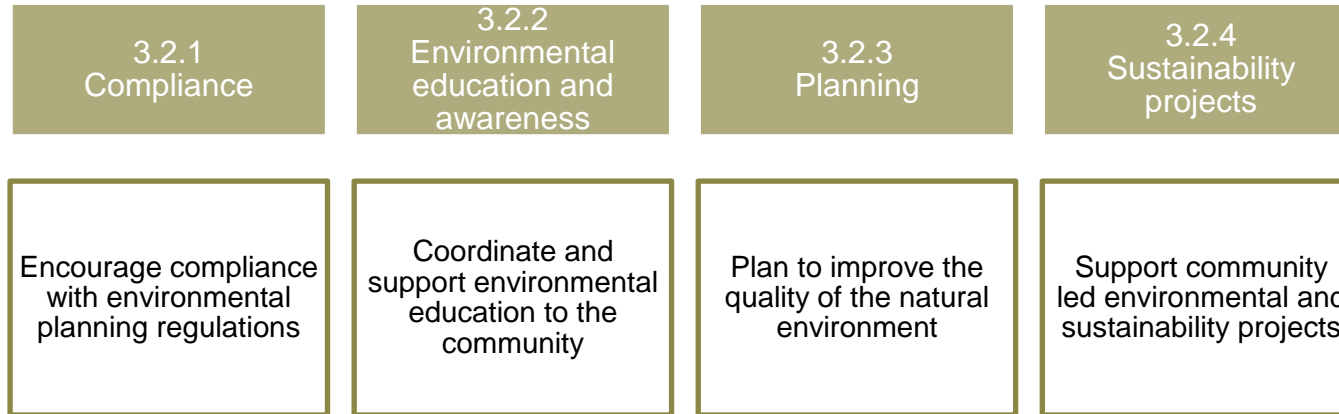 3.2.1
Compliance
3.2.2
Environmental
education and
awareness
3.2.3
Planning
3.2.4
Sustainability
projects
Encourage compliance
with environmental
planning regulations
Coordinate and
support environmental
education to the
community
Plan to improve the
quality of the natural
environment
Support community
led environmental and
sustainability projects